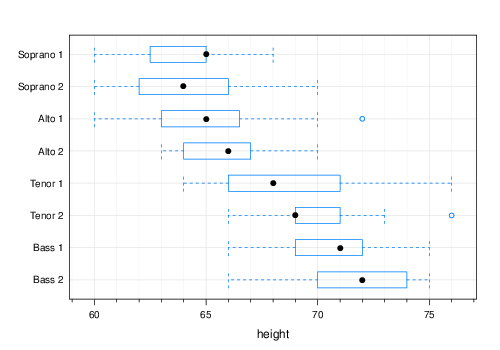 Soprano 1
Soprano 2
Alto 1
Alto 2
Tenor 1
Tenor 2
Bass 1
Bass 2
60 65 70 75
height